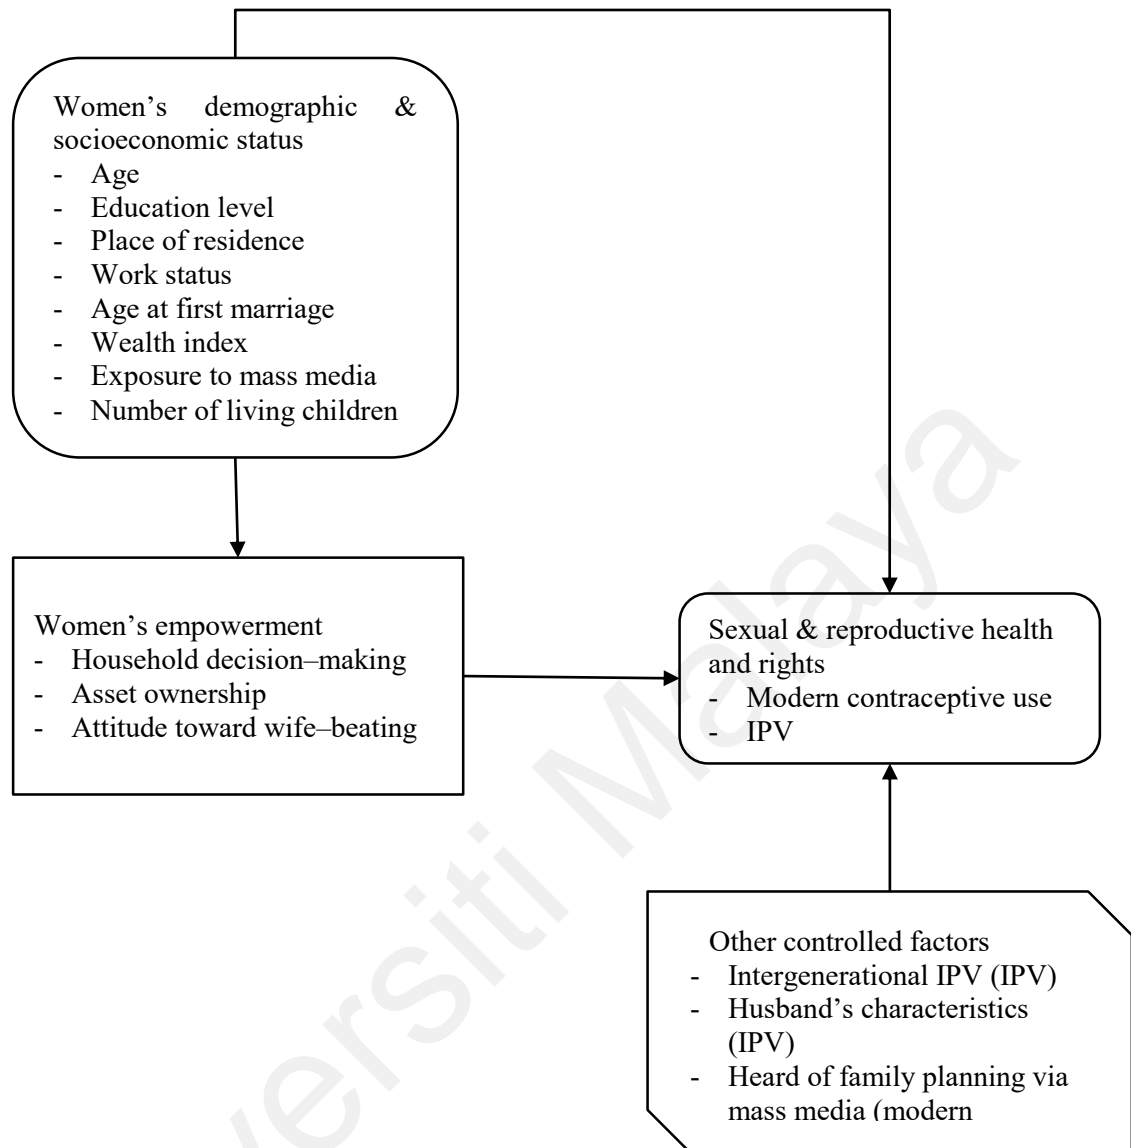 Women's demographic &
socioeconomic status
- Age
- Education level
- Place of residence
- Work status
- Age at first marriage
- Wealth index
- Exposure to mass media
- Number of living children
Women's empowerment
- Household decision–making
- Asset ownership
- Attitude toward wife–beating
Sexual & reproductive health
and rights
- Modern contraceptive use
- IPV
Other controlled factors
- Intergenerational IPV (IPV)
- Husband's characteristics
(IPV)
- Heard of family planning via
mass media (modern
versiti Malaya